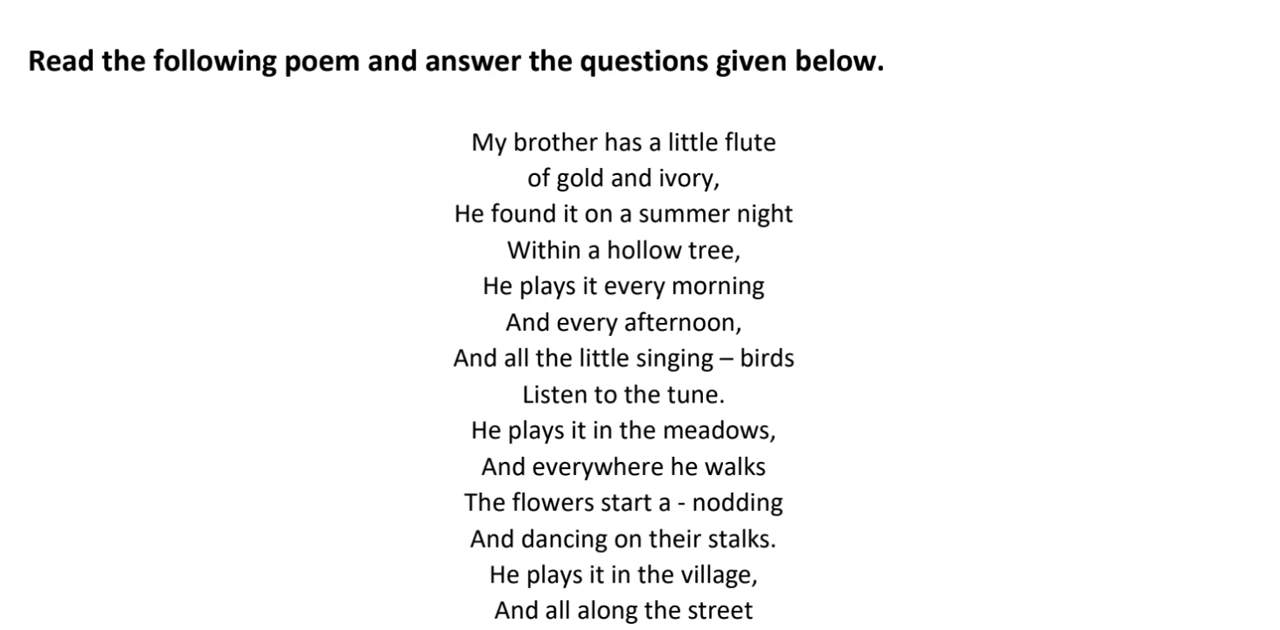 Read the following poem and answer the questions given below.
My brother has a little flute
of gold and ivory,
He found it on a summer night
Within a hollow tree,
He plays it every morning
And every afternoon,
And all the little singing – birds
Listen to the tune.
He plays it in the meadows,
And everywhere he walks
The flowers start a - nodding
And dancing on their stalks.
He plays it in the village,
And all along the street